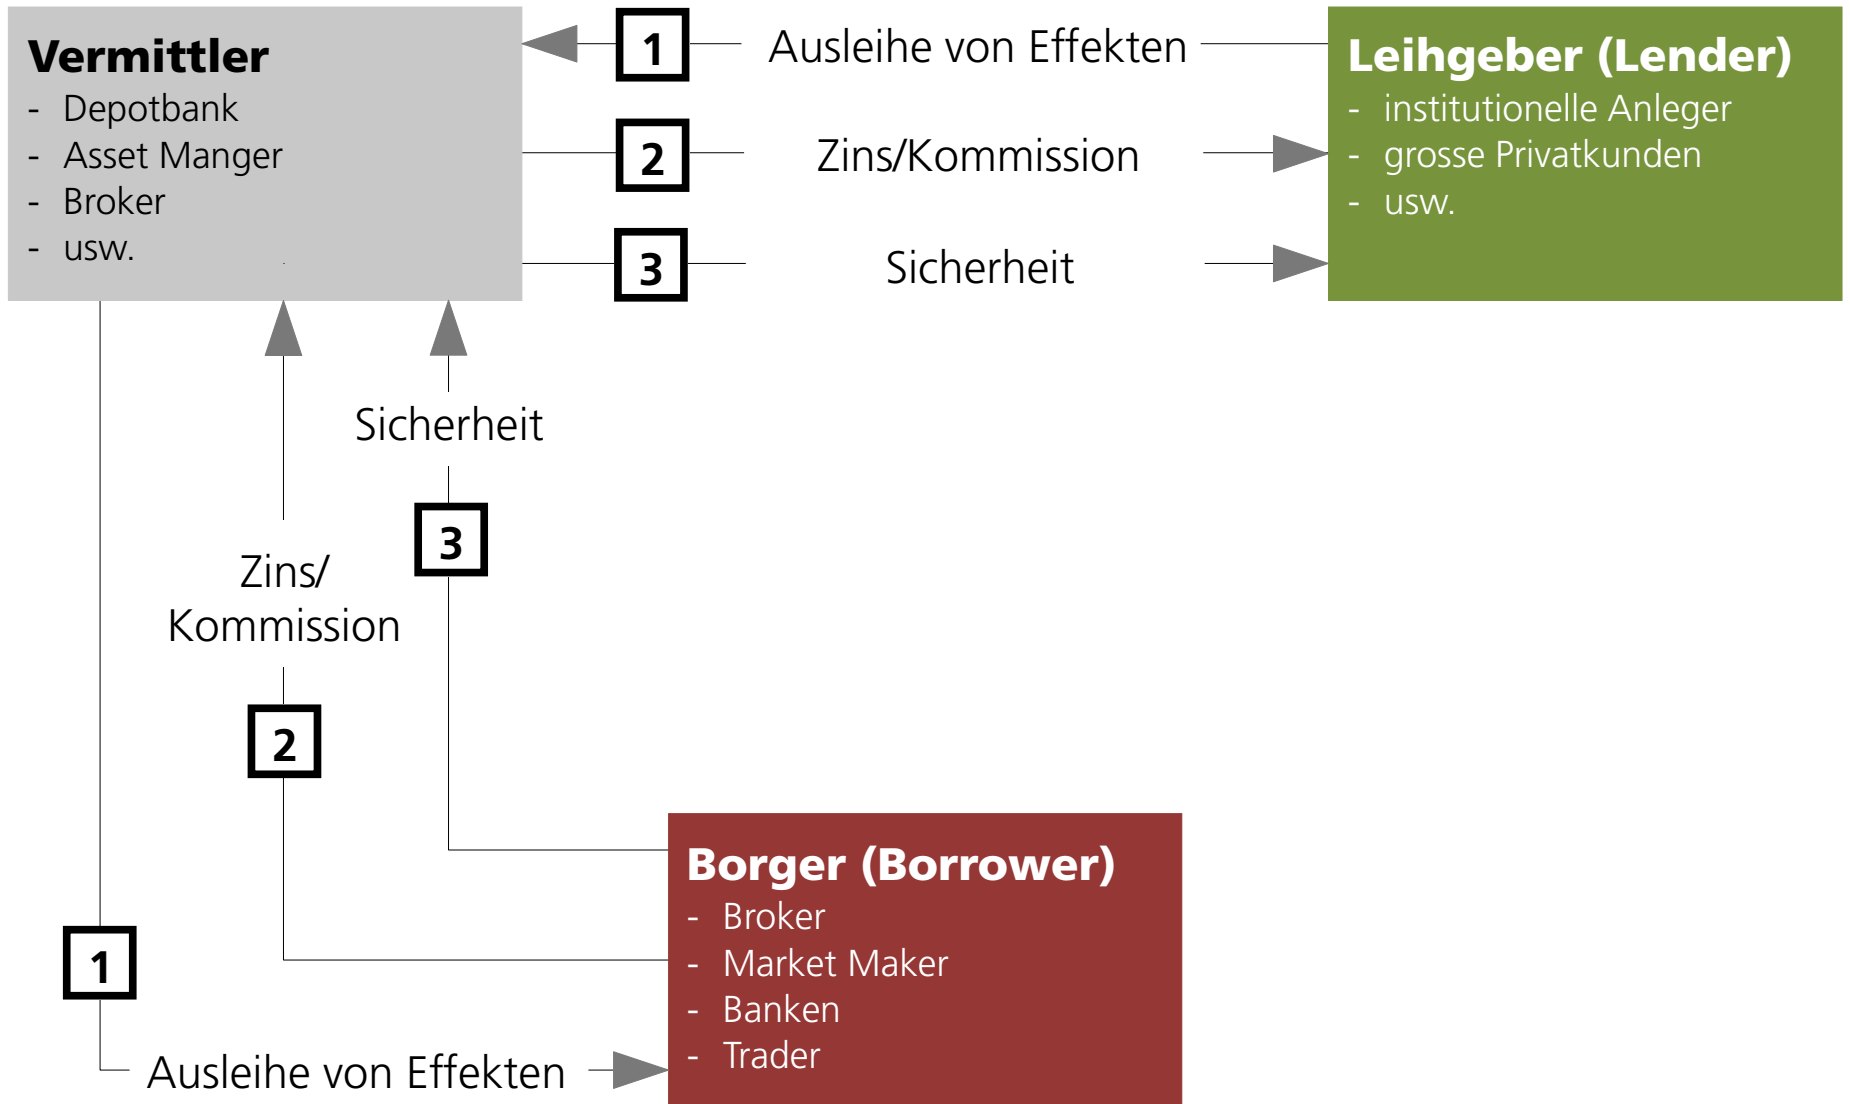 Vermittler
- Depotbank
- Asset Manger
- Broker
- usw.
1 Ausleihe von Effekten
2 Zins/Kommission
3 Sicherheit
Leihgeber (Lender)
- institutionelle Anleger
- grosse Privatkunden
- usw.
Sicherheit
3
Zins/
Kommission
2
1
Ausleihe von Effekten
Borger (Borrower)
- Broker
- Market Maker
- Banken
- Trader